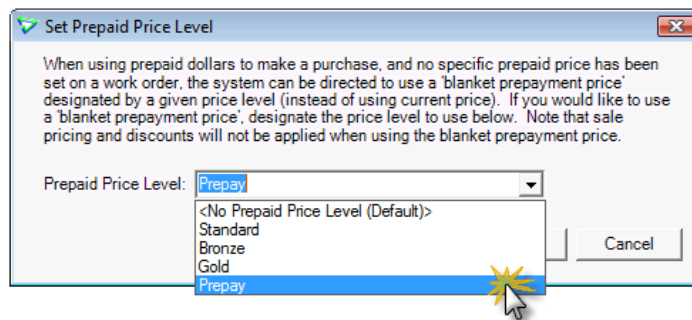 Set Prepaid Price Level
When using prepaid dollars to make a purchase, and no specific prepaid price has been
set on a work order, the system can be directed to use a 'blanket prepayment price'
designated by a given price level (instead of using current price). If you would like to use
a 'blanket prepayment price', designate the price level to use below. Note that sale
pricing and discounts will not be applied when using the blanket prepayment price.
Prepaid Price Level: Prepay
<No Prepaid Price Level (Default)>
Standard
Bronze
Gold
Prepay
Cancel